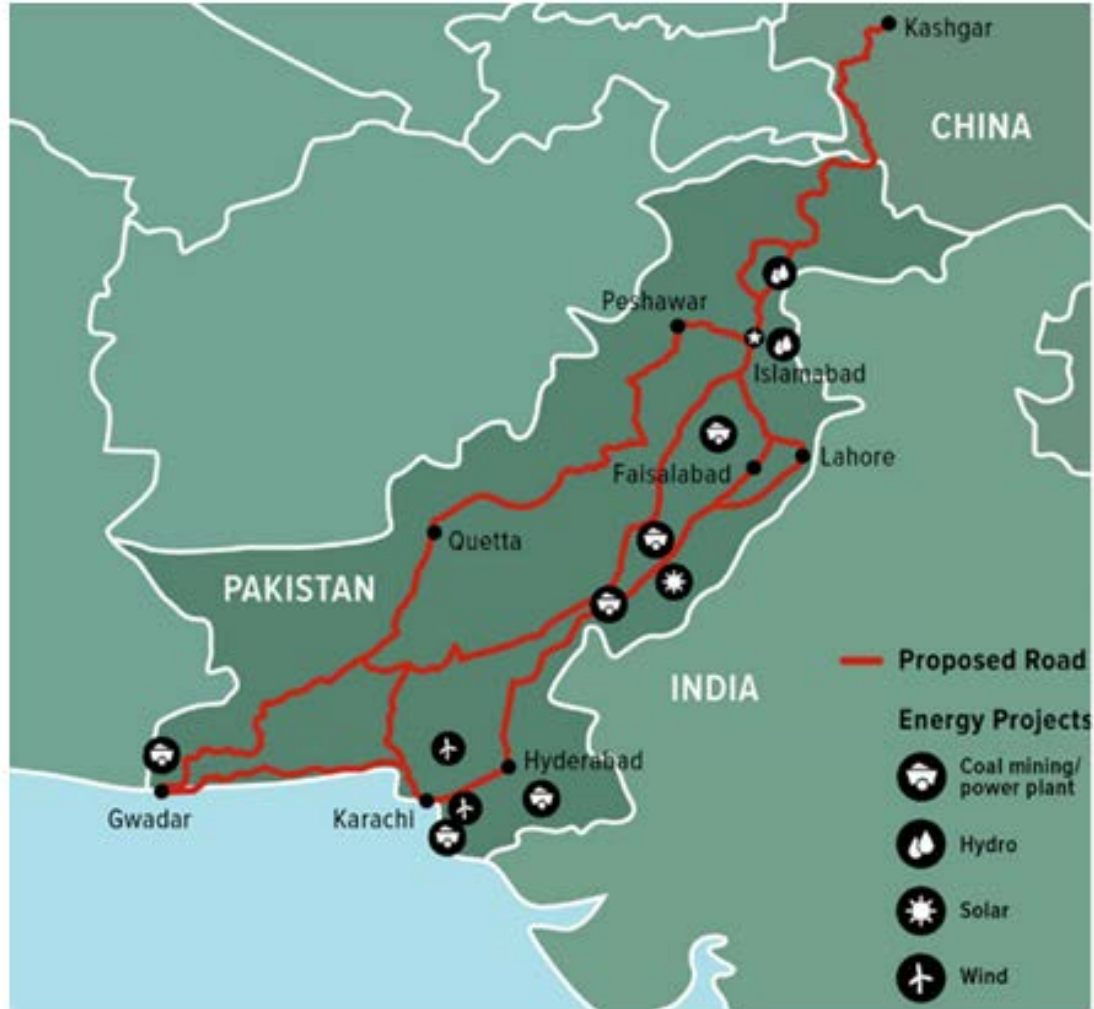 Kashgar
CHINA
Peshawar
Islamabad
Faisalabad
Lahore
Quetta
PAKISTAN
INDIA
Hyderabad
Karachi
Gwadar
Proposed Road
Energy Projects
Coal mining/
power plant
Hydro
Solar
Wind